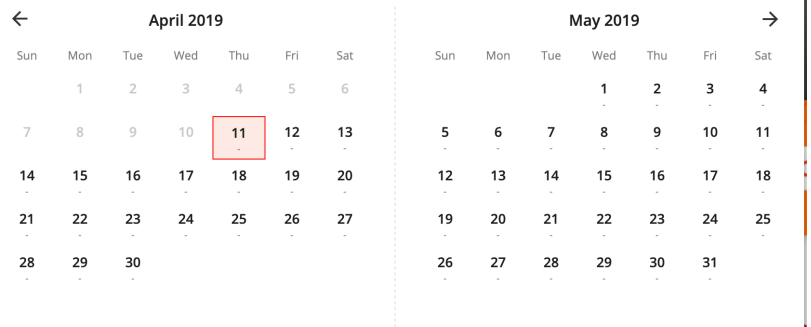 April 2019
Sun Mon Tue Wed Thu Fri Sat
1 2 3 4 5 6
7 8 9 10 11 12 13
- - -
14 15 16 17 18 19 20
- - - - - - -
21 22 23 24 25 26 27
- - - - - - -
28 29 30
- - -
May 2019
Sun Mon Tue Wed Thu Fri Sat
1 2 3 4
- - - -
5 6 7 8 9 10 11
- - - - - - -
12 13 14 15 16 17 18
- - - - - - -
19 20 21 22 23 24 25
- - - - - - -
26 27 28 29 30 31
- - - - - -